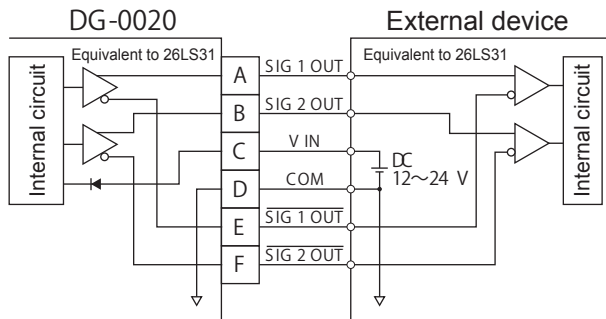 DG-0020
External device
Equivalent to 26LS31
Equivalent to 26LS31
Internal circuit
Internal circuit
A SIG 1 OUT
B SIG 2 OUT
C V IN
DC
12～24 V
D COM
E SIG 1 OUT
F SIG 2 OUT